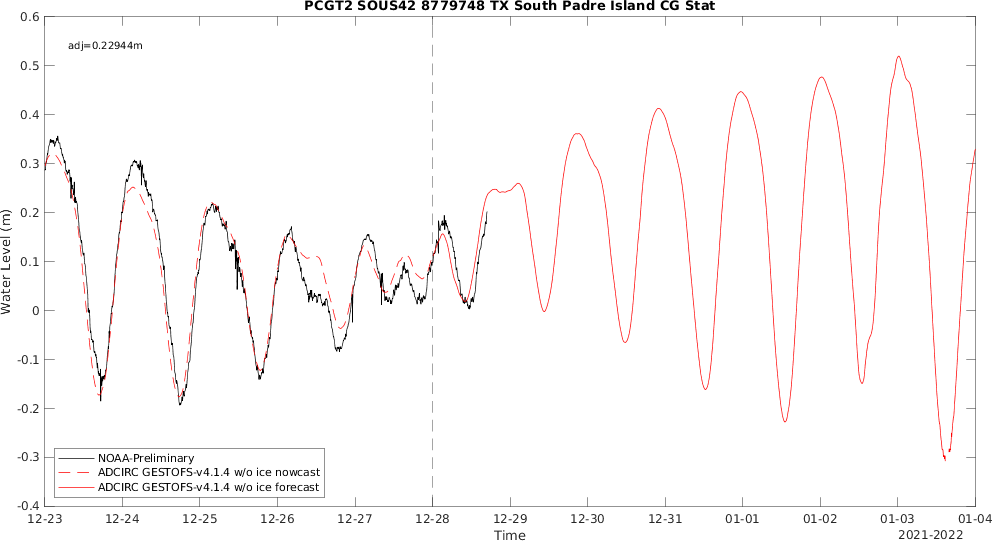 PCGT2 SOUS42 8779748 TX South Padre Island CG Stat
adj=0.22944m
0.6
0.5
0.4
0.3
0.2
0.1
0
-0.1
-0.2
-0.3
-0.4
Water Level (m)
NOAA-Preliminary
ADCIRC GESTOFS-v4.1.4 w/o ice nowcast
ADCIRC GESTOFS-v4.1.4 w/o ice forecast
12-23 12-24 12-25 12-26 12-27 12-28 12-29 12-30 12-31 01-01 01-02 01-03 01-04
Time
2021-2022